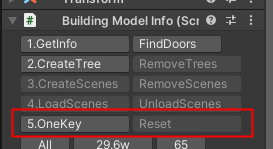 Transform
Building Model Info (Scr
1.GetInfo FindDoors
2.CreateTree RemoveTrees
3.CreateScenes RemoveScenes
4.LoadScenes UnloadScenes
5.OneKey Reset
All 29.6w 65